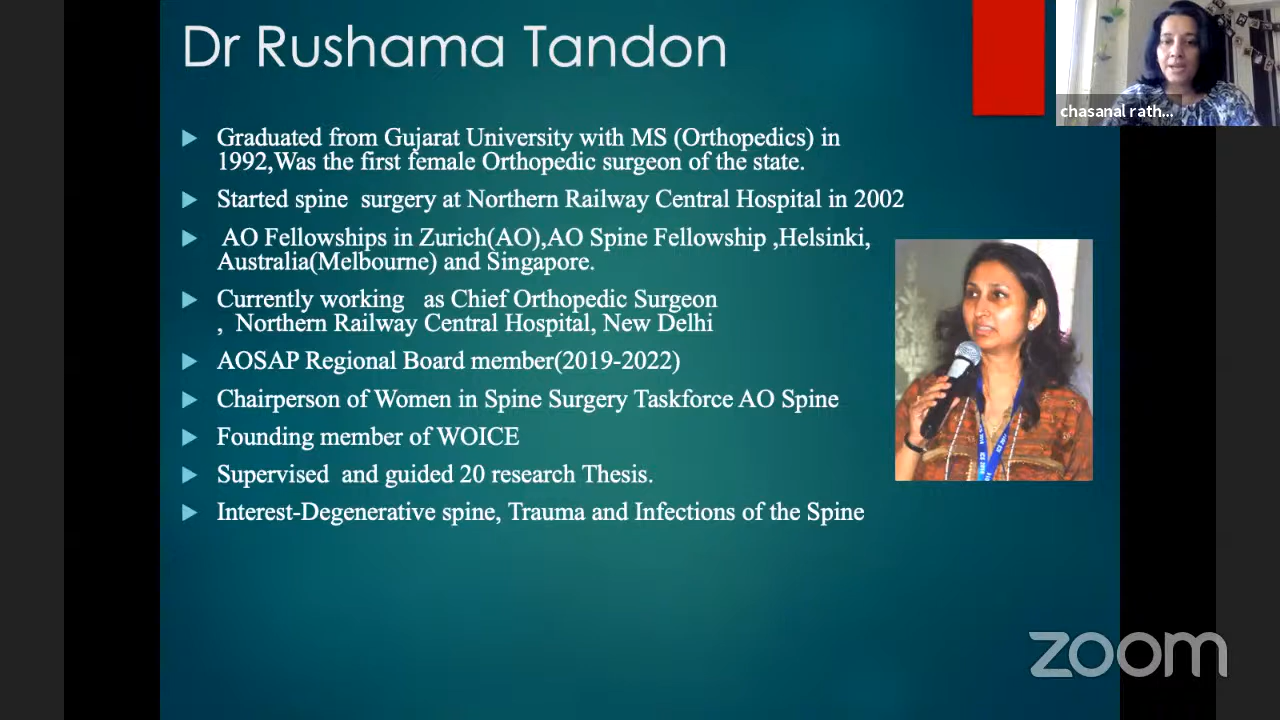 Dr Rushama Tandon
chasanal rath...
Graduated from Gujarat University with MS (Orthopedics) in
1992,Was the first female Orthopedic surgeon of the state.
Started spine surgery at Northern Railway Central Hospital in 2002
AO Fellowships in Zurich(AO),AO Spine Fellowship ,Helsinki,
Australia(Melbourne) and Singapore.
Currently working as Chief Orthopedic Surgeon
, Northern Railway Central Hospital, New Delhi
AOSAP Regional Board member(2019-2022)
Chairperson of Women in Spine Surgery Taskforce AO Spine
Founding member of WOICE
Supervised and guided 20 research Thesis.
Interest-Degenerative spine, Trauma and Infections of the Spine
zoom